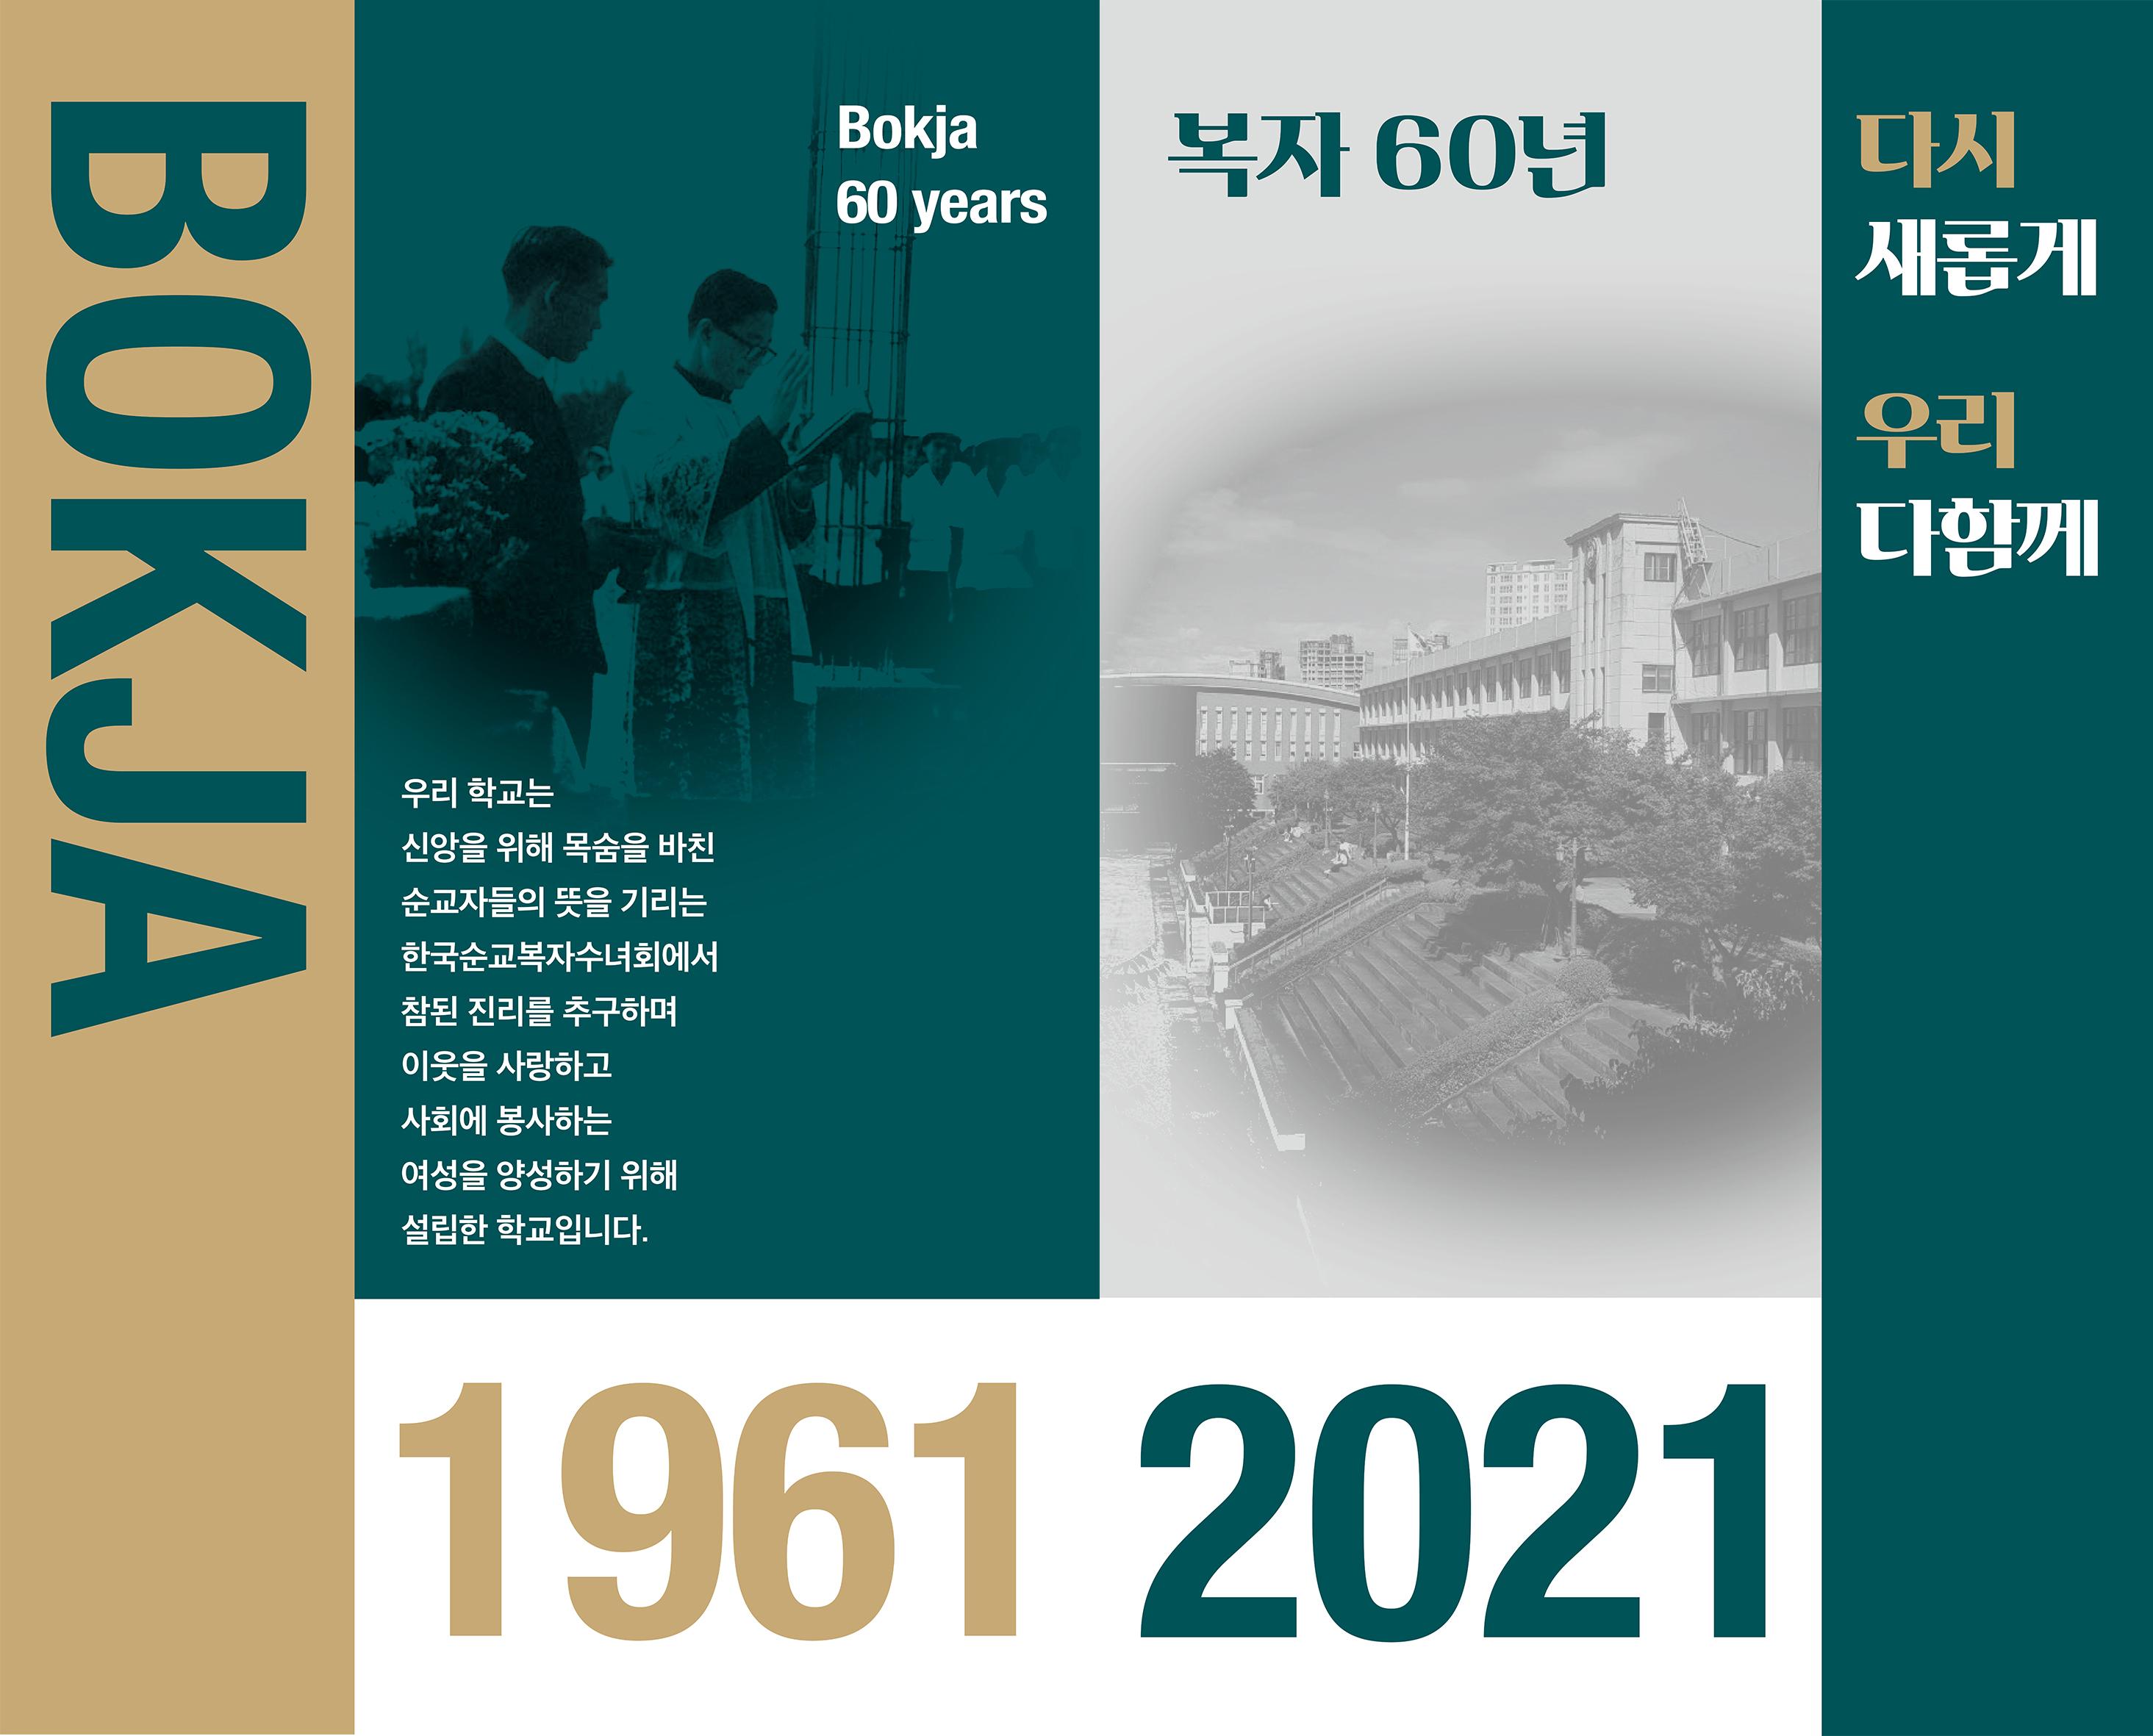 BOKJA
Bokja
60 years
우리 학교는
신앙을 위해 목숨을 바친
순교자들의 뜻을 기리는
한국순교복자수녀회에서
참된 진리를 추구하며
이웃을 사랑하고
사회에 봉사하는
여성을 양성하기 위해
설립한 학교입니다.
1961
복자 60년
2021
다시
새롭게
우리
다함께